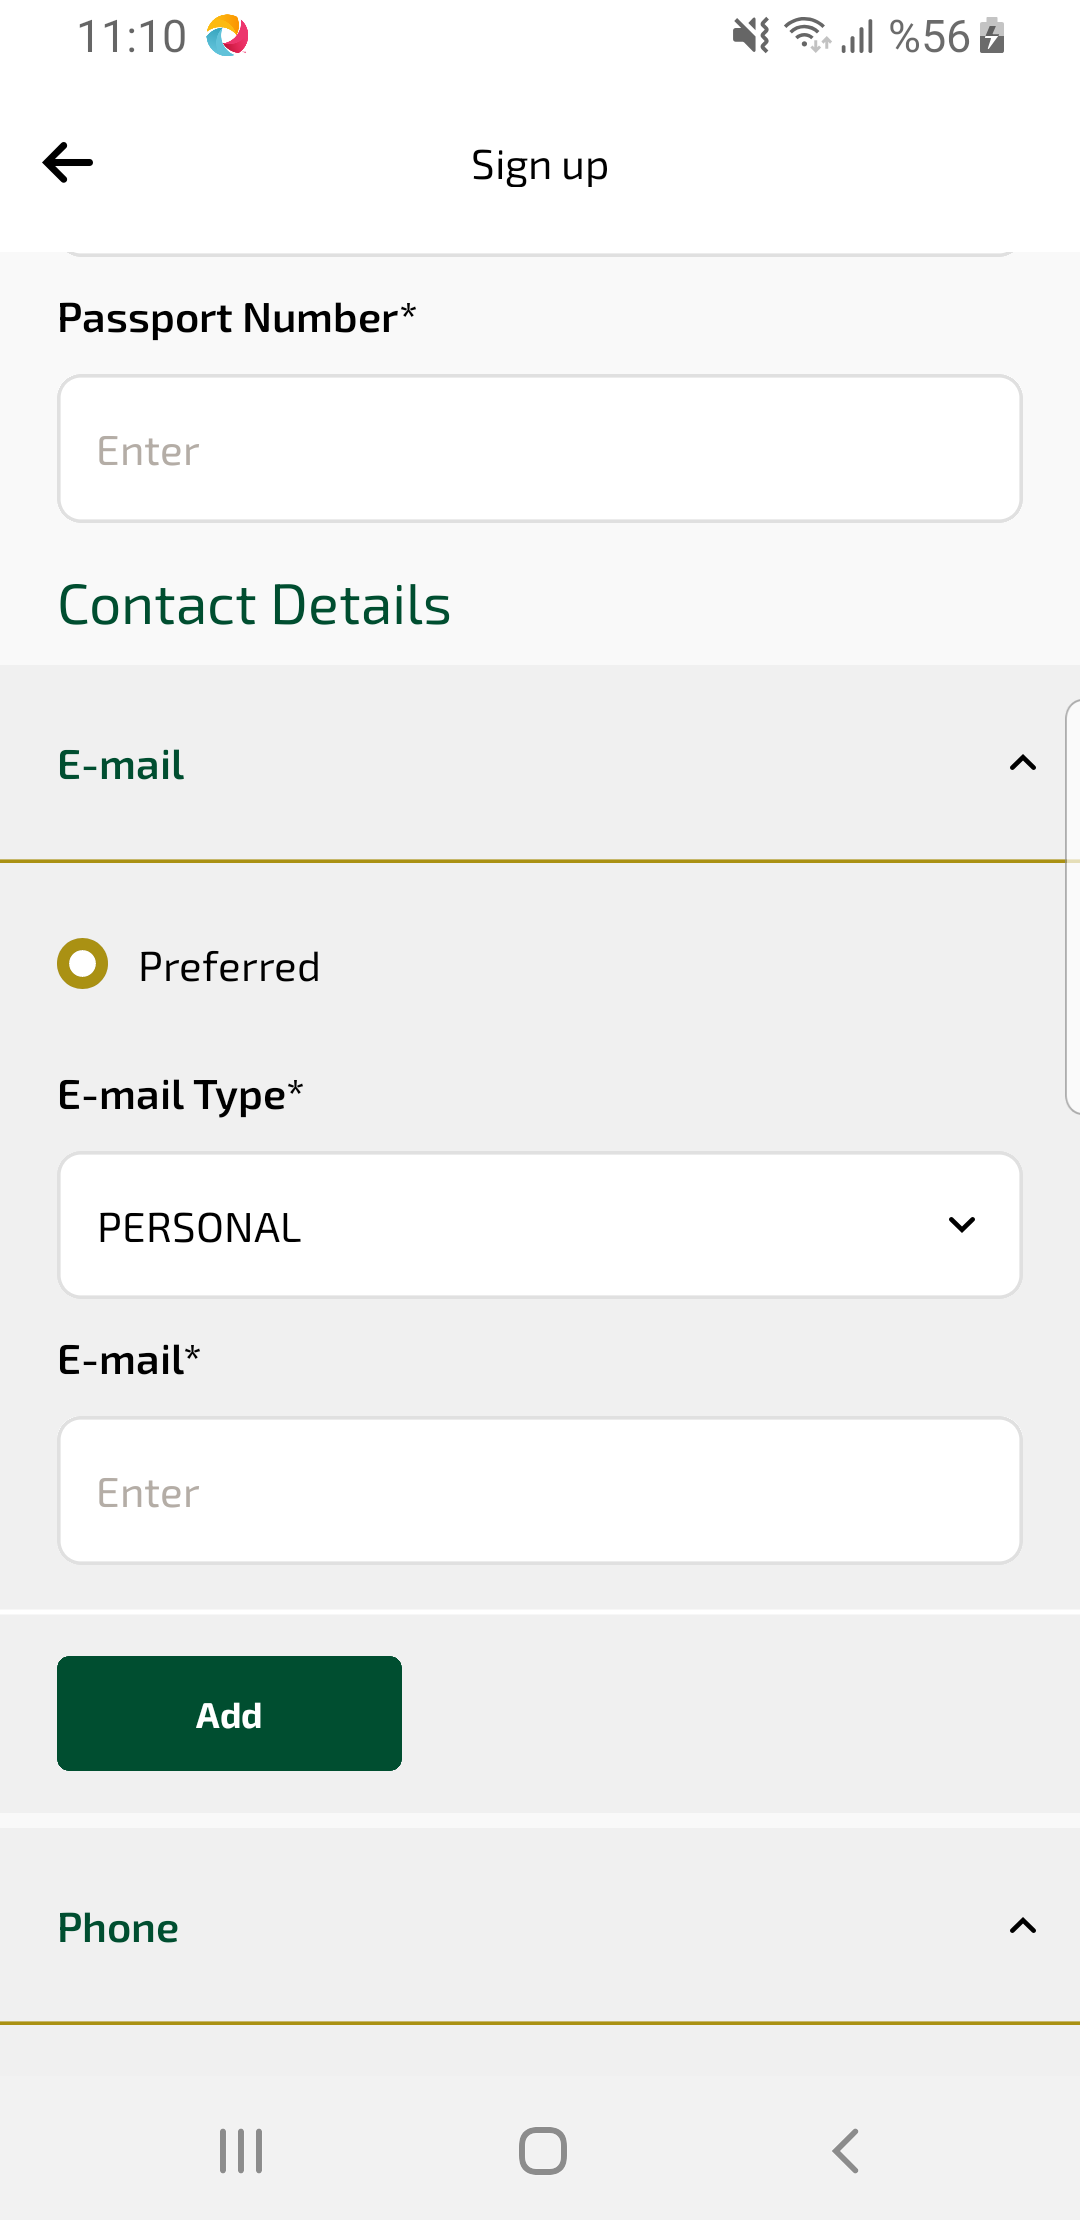 11:10 %56
Sign up
Passport Number*
Enter
Contact Details
E-mail
Preferred
E-mail Type*
PERSONAL
E-mail*
Enter
Add
Phone